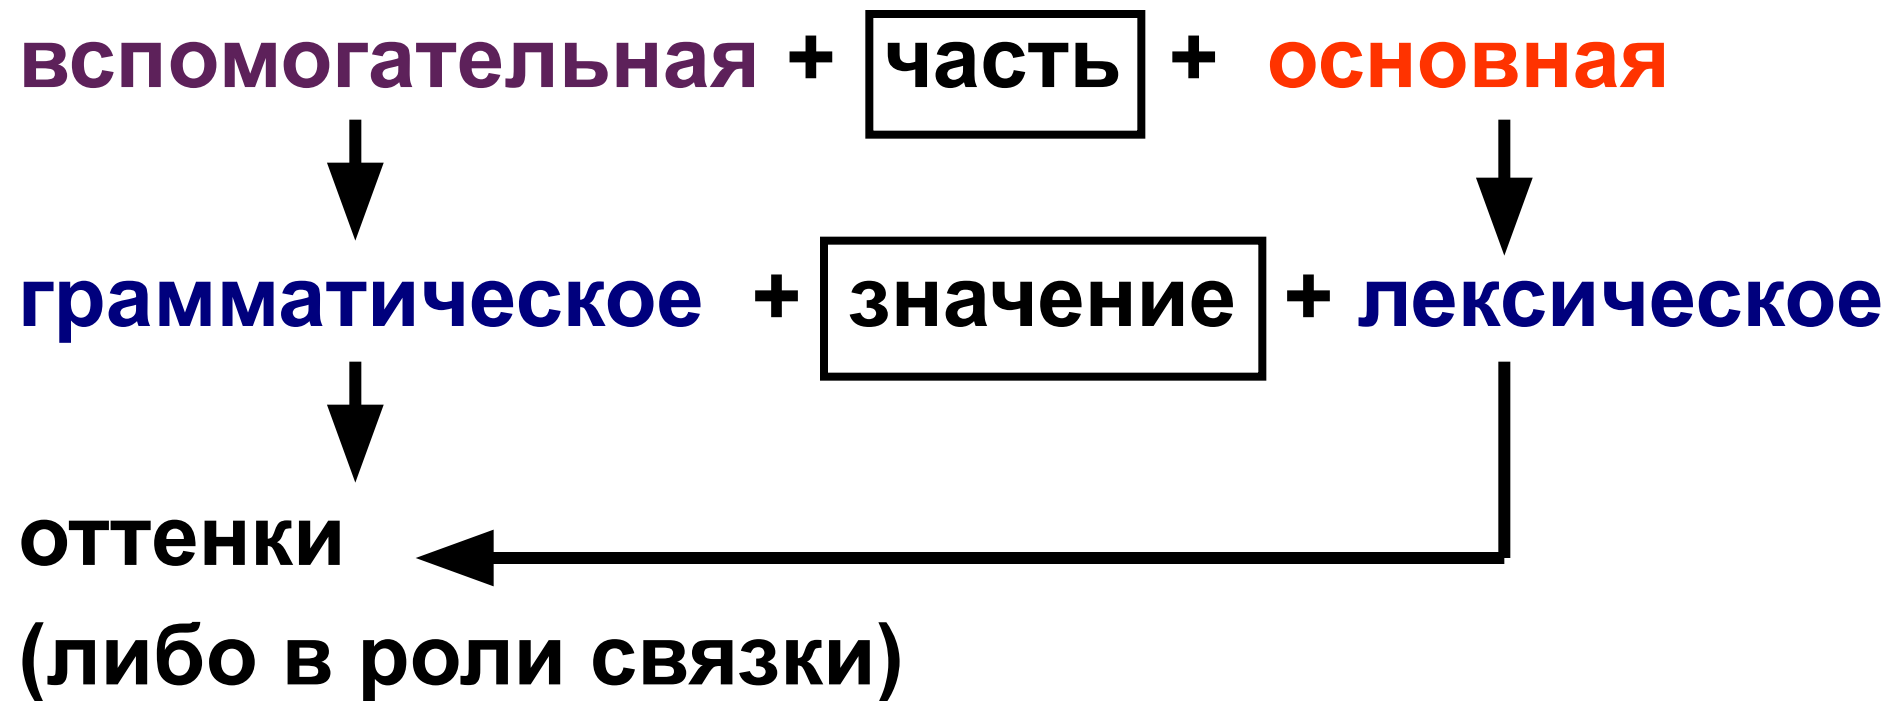 вспомогательная + часть + основная
грамматическое + значение + лексическое
оттенки
(либо в роли связки)